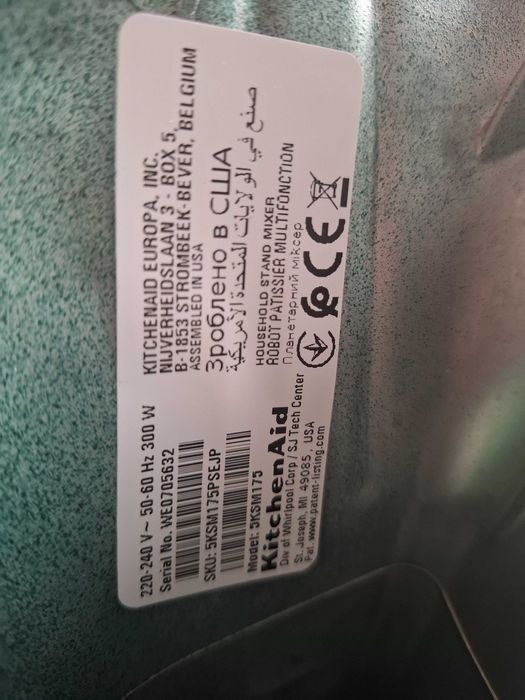 220-240 V ~ 50-60 Hz 300 W
Serial No. WE0705632
SKU: 5KSM175PSEJP
Model: 5KSM175
KitchenAid
Div of Whirlpool Corp / SJ Tech Center
St. Joseph, MI 49085, USA
Pat. www.patent-listing.com
KITCHENAID EUROPA, INC.
NIJVERHEIDSLAAN 3 - BOX 5,
B-1853 STROMBEEK-BEVER, BELGIUM
ASSEMBLED IN USA
Зроблено в США
صنع في الولايات المتحدة الأمريكية
HOUSEHOLD STAND MIXER
ROBOT PATISSIER MULTIFONCTION
Планетарний міксер
CE